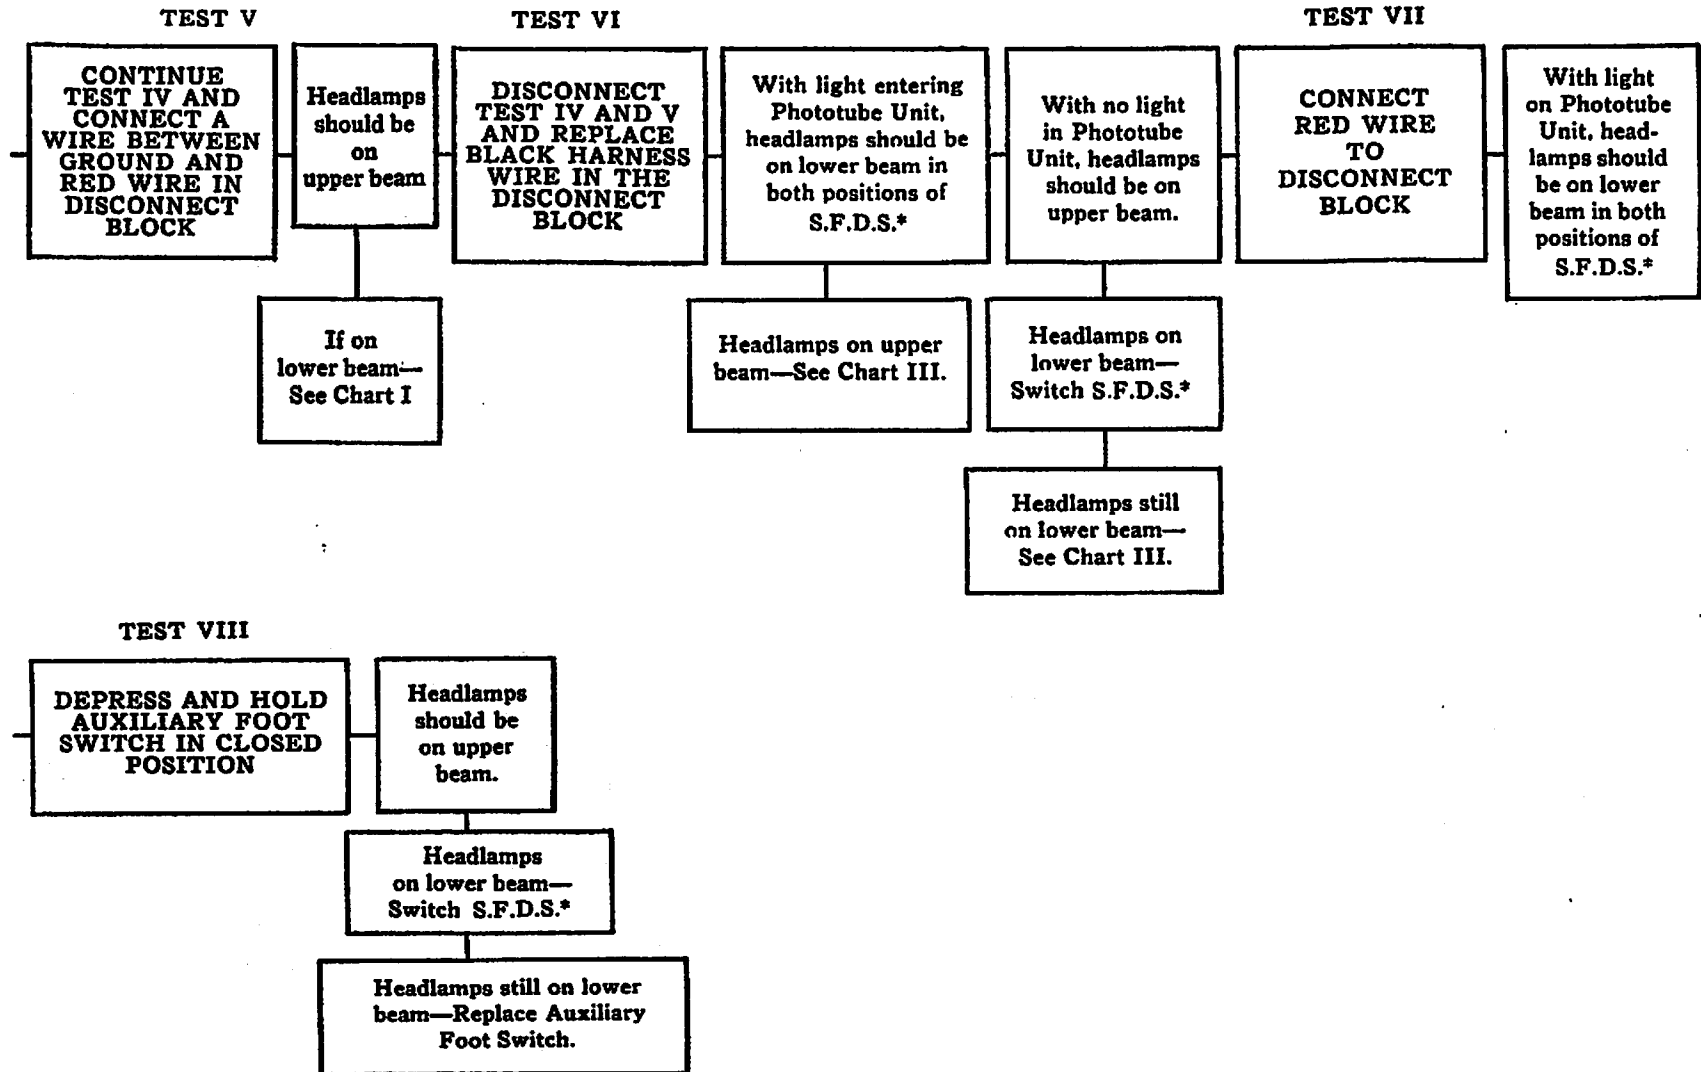 TEST V
CONTINUE
TEST IV AND
CONNECT A
WIRE BETWEEN
GROUND AND
RED WIRE IN
DISCONNECT
BLOCK
Headlamps
should be
on
upper beam
If on
lower beam—
See Chart I
TEST VI
DISCONNECT
TEST IV AND V
AND REPLACE
BLACK HARNESS
WIRE IN THE
DISCONNECT
BLOCK
With light entering
Phototube Unit,
headlamps should be
on lower beam in
both positions of
S.F.D.S.*
Headlamps on upper
beam—See Chart III.
With no light
in Phototube
Unit, headlamps
should be on
upper beam.
Headlamps on
lower beam—
Switch S.F.D.S.*
Headlamps still
on lower beam—
See Chart III.
TEST VII
CONNECT
RED WIRE
TO
DISCONNECT
BLOCK
With light
on Phototube
Unit, head-
lamps should
be on lower
beam in both
positions of
S.F.D.S.*
TEST VIII
DEPRESS AND HOLD
AUXILIARY FOOT
SWITCH IN CLOSED
POSITION
Headlamps
should be
on upper
beam.
Headlamps
on lower beam—
Switch S.F.D.S.*
Headlamps still on lower
beam—Replace Auxiliary
Foot Switch.